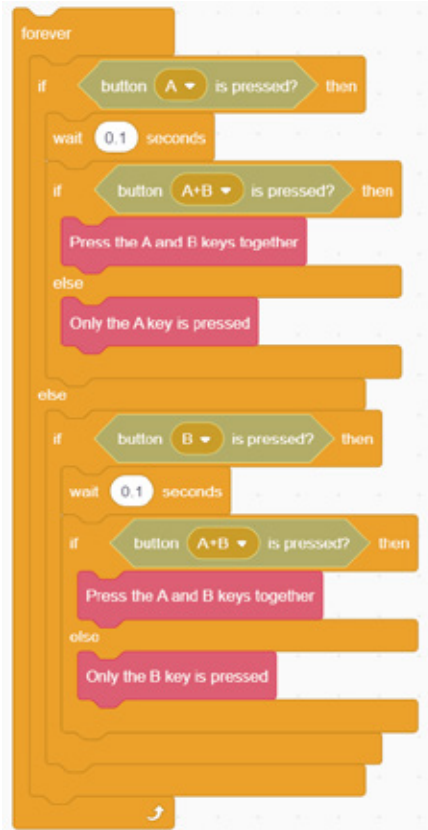 forever
if button A is pressed? then
wait 0.1 seconds
if button A+B is pressed? then
Press the A and B keys together
else
Only the A key is pressed
else
if button B is pressed? then
wait 0.1 seconds
if button A+B is pressed? then
Press the A and B keys together
else
Only the B key is pressed